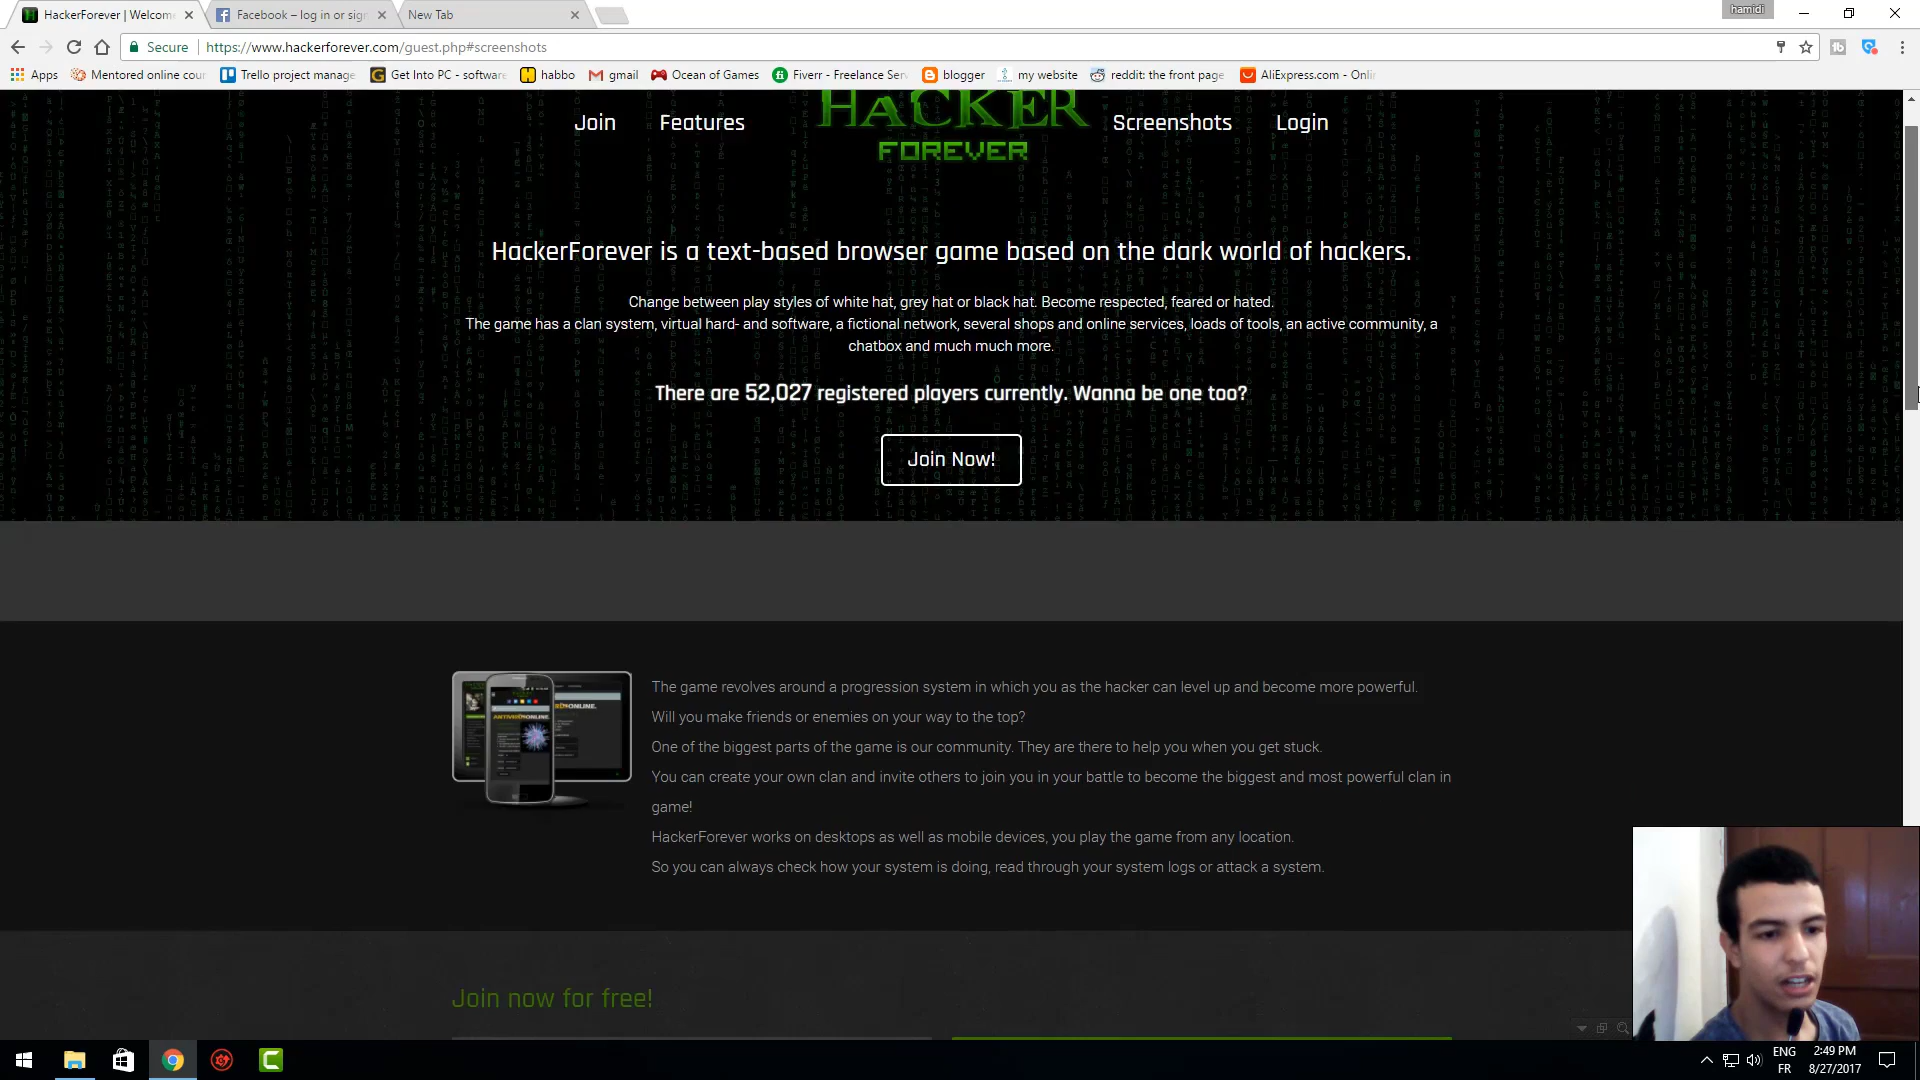 HackerForever | Welcome
Facebook – log in or sign
New Tab
hamidi
Secure
https://www.hackerforever.com/guest.php#screenshots
Apps
Mentored online cour
Trello project manage
Get Into PC - software
habbo
gmail
Ocean of Games
Fiverr - Freelance Serv
blogger
my website
reddit: the front page
AliExpress.com - Onli
Join
Features
HACKER
FOREVER
Screenshots
Login
HackerForever is a text-based browser game based on the dark world of hackers.
Change between play styles of white hat, grey hat or black hat. Become respected, feared or hated.
The game has a clan system, virtual hard- and software, a fictional network, several shops and online services, loads of tools, an active community, a
chatbox and much much more.
There are 52,027 registered players currently. Wanna be one too?
Join Now!
The game revolves around a progression system in which you as the hacker can level up and become more powerful.
Will you make friends or enemies on your way to the top?
One of the biggest parts of the game is our community. They are there to help you when you get stuck.
You can create your own clan and invite others to join you in your battle to become the biggest and most powerful clan in
game!
HackerForever works on desktops as well as mobile devices, you play the game from any location.
So you can always check how your system is doing, read through your system logs or attack a system.
Join now for free!
ENG
FR
2:49 PM
8/27/2017